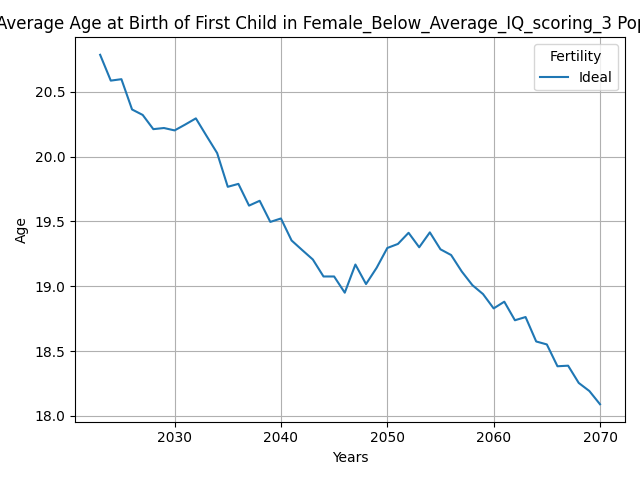 Average Age at Birth of First Child in Female_Below_Average_IQ_scoring_3
Fertility
Ideal
20.5
20.0
19.5
19.0
18.5
18.0
Age
2030 2040 2050 2060 2070
Years